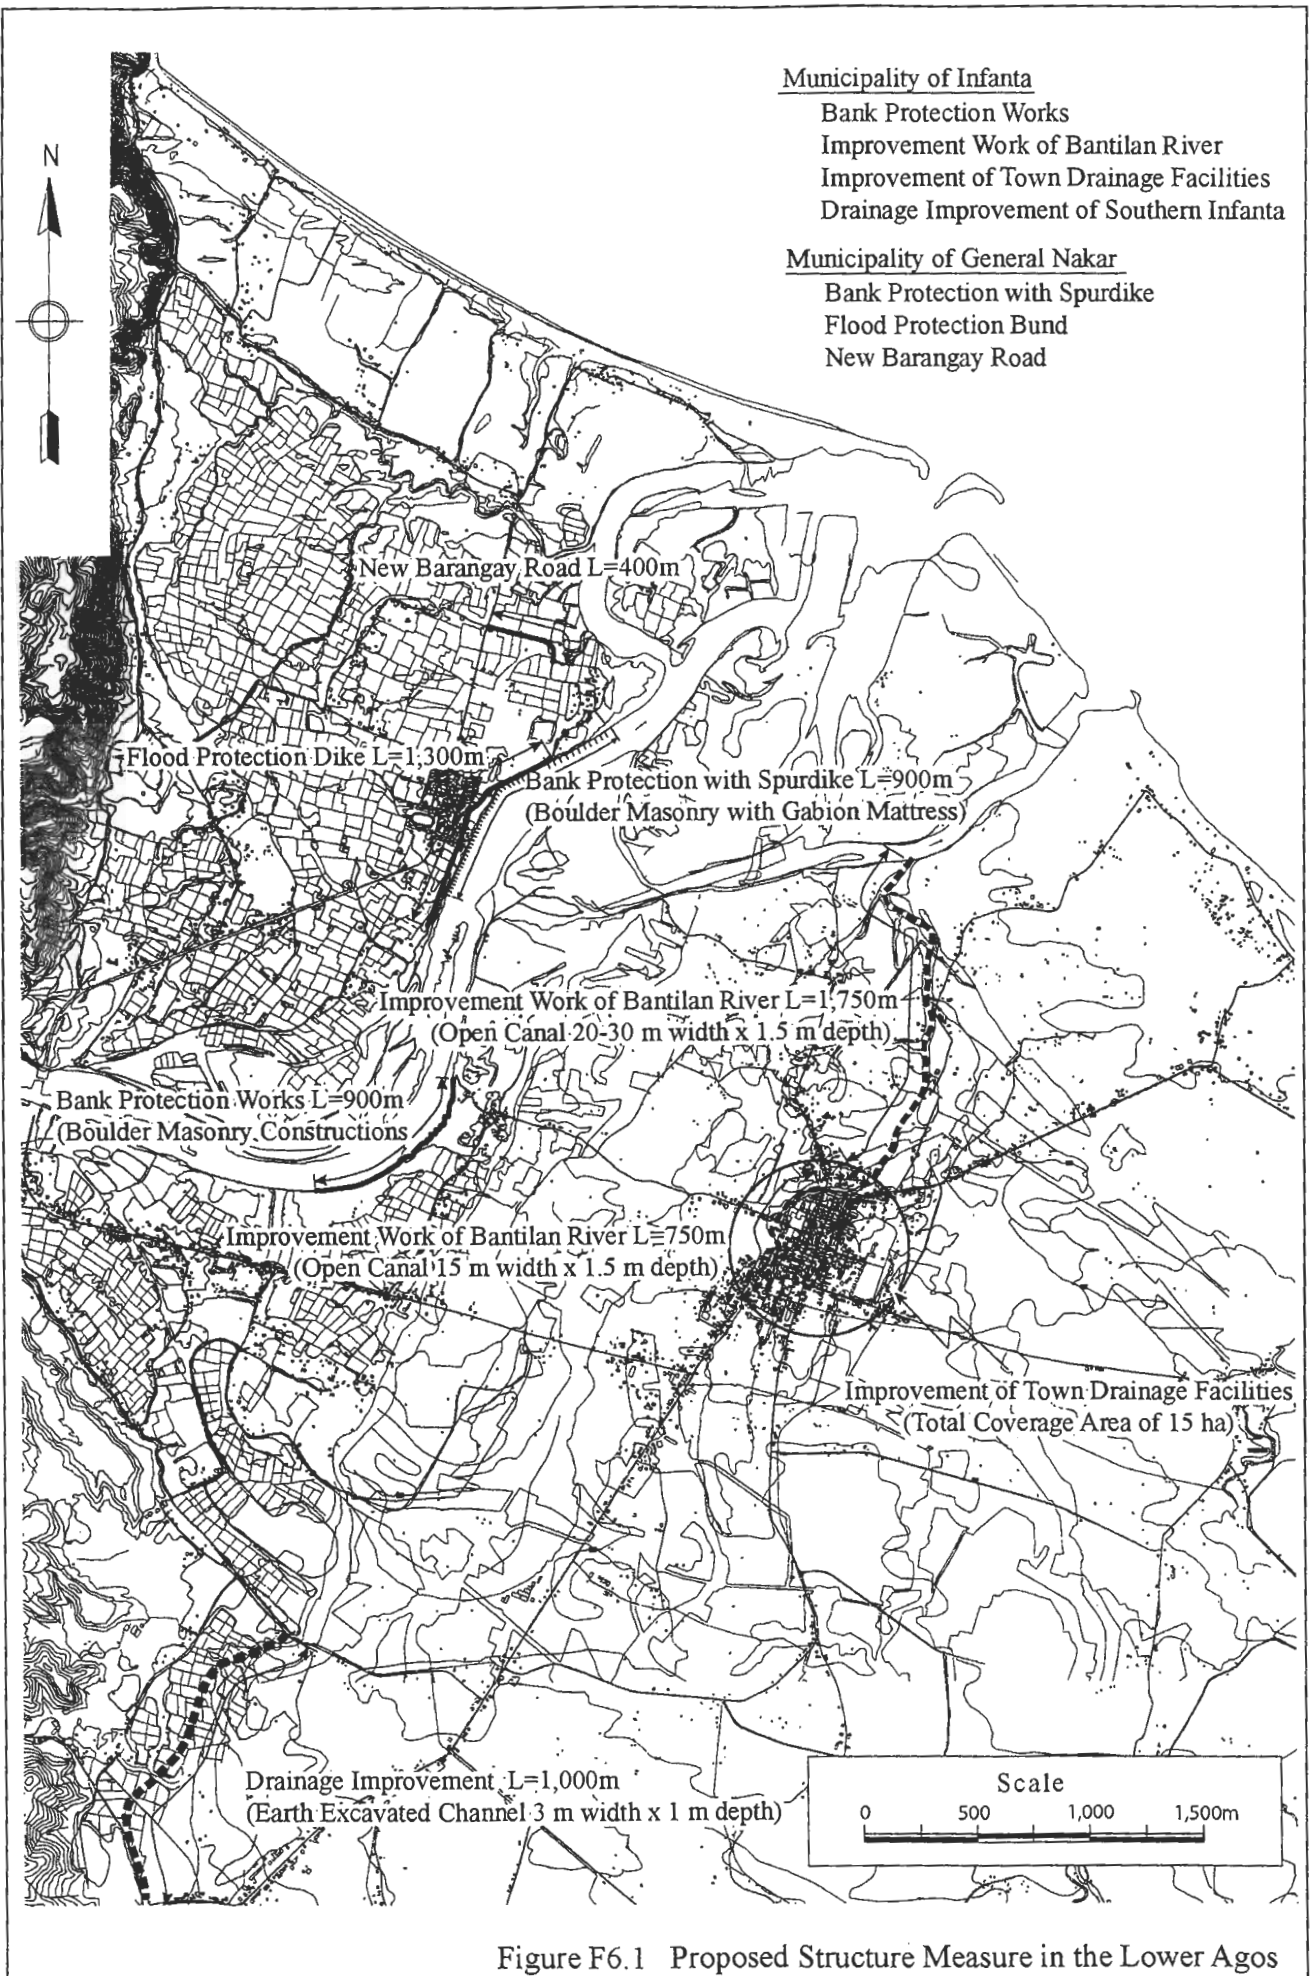 Municipality of Infanta
Bank Protection Works
Improvement Work of Bantilan River
Improvement of Town Drainage Facilities
Drainage Improvement of Southern Infanta
Municipality of General Nakar
Bank Protection with Spurdike
Flood Protection Bund
New Barangay Road
N
New Barangay Road L=400m
Flood Protection Dike L=1,300m
Bank Protection with Spurdike L=900m
(Boulder Masonry with Gabion Mattress)
Improvement Work of Bantilan River L=1,750m
(Open Canal 20-30 m width x 1.5 m depth)
Bank Protection Works L=900m
(Boulder Masonry Constructions
Improvement Work of Bantilan River L=750m
(Open Canal 15 m width x 1.5 m depth)
Improvement of Town Drainage Facilities
(Total Coverage Area of 15 ha)
Drainage Improvement L=1,000m
(Earth Excavated Channel 3 m width x 1 m depth)
Scale
0 500 1,000 1,500m
Figure F6.1 Proposed Structure Measure in the Lower Agos